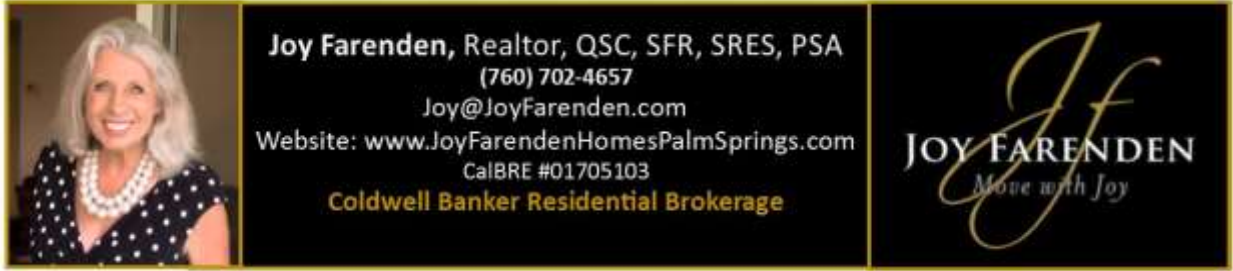 Joy Farenden, Realtor, QSC, SFR, SRES, PSA
(760) 702-4657
Joy@JoyFarenden.com
Website: www.JoyFarendenHomesPalmSprings.com
CalBRE #01705103
Coldwell Banker Residential Brokerage
Jf
JOY FARENDEN
Move with Joy